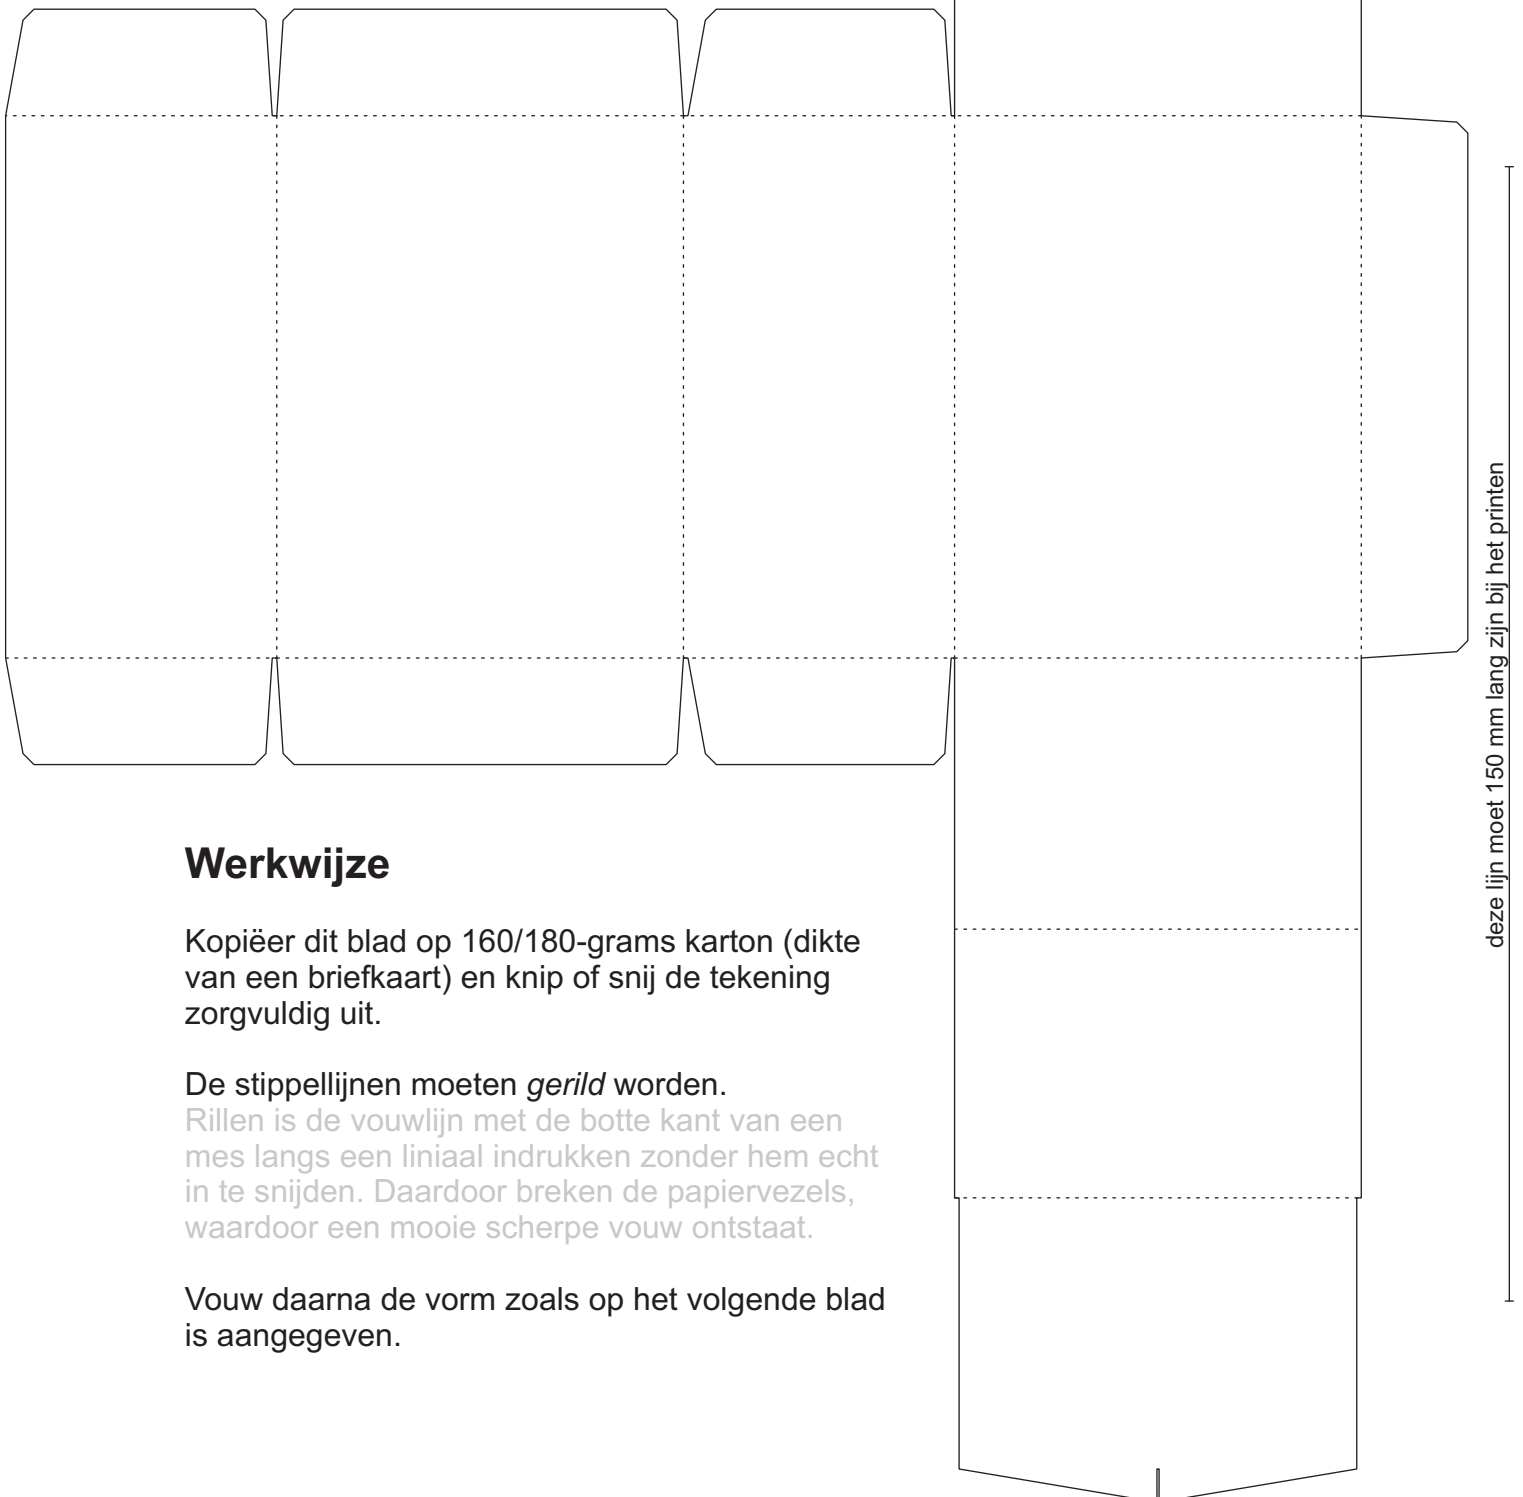 Werkwijze
Kopiëer dit blad op 160/180-grams karton (dikte
van een briefkaart) en knip of snij de tekening
zorgvuldig uit.
De stippellijnen moeten gerild worden.
Rillen is de vouwlijn met de botte kant van een
mes langs een liniaal indrukken zonder hem echt
in te snijden. Daardoor breken de papiervezels,
waardoor een mooie scherpe vouw ontstaat.
Vouw daarna de vorm zoals op het volgende blad
is aangegeven.
deze lijn moet 150 mm lang zijn bij het printen